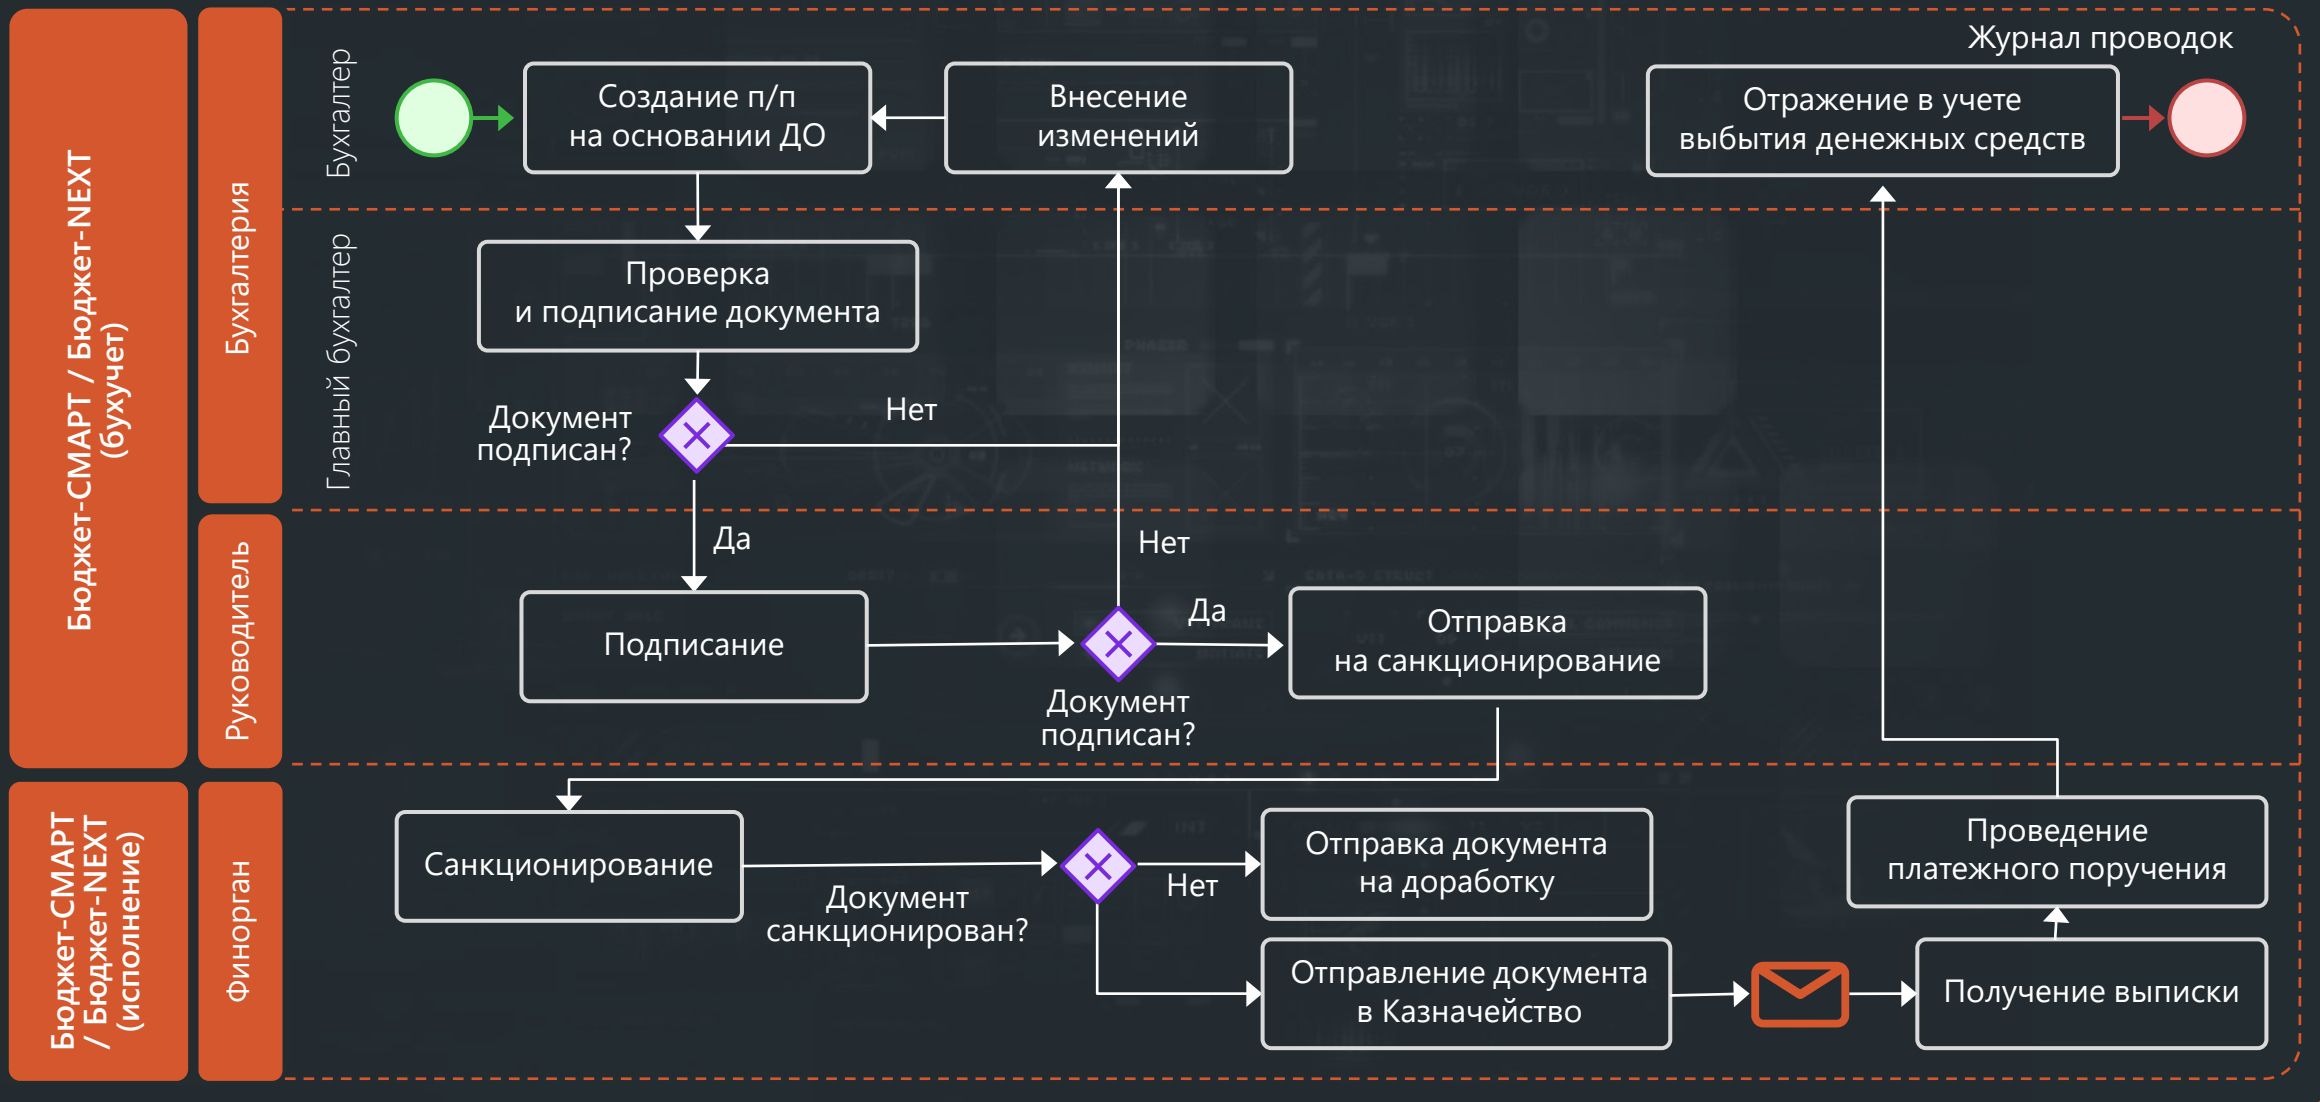 Бюджет-СМАРТ / Бюджет-NEXT
(бухучет)
Бухгалтерия
Бухгалтер
Создание п/п
на основании ДО
Внесение
изменений
Журнал проводок
Отражение в учете
выбытия денежных средств
Главный бухгалтер
Проверка
и подписание документа
Документ
подписан?
Нет
Да
Руководитель
Подписание
Нет
Да
Документ
подписан?
Отправка
на санкционирование
Бюджет-СМАРТ
/ Бюджет-NEXT
(исполнение)
Финорган
Санкционирование
Документ
санкционирован?
Нет
Отправка документа
на доработку
Отправление документа
в Казначейство
Проведение
платежного поручения
Получение выписки